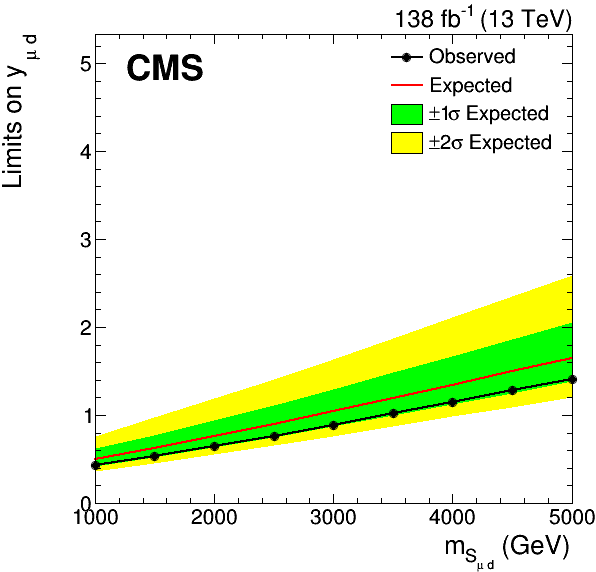 138 fb⁻¹ (13 TeV)
CMS
Observed
Expected
±1σ Expected
±2σ Expected
Limits on y μ d
5
4
3
2
1
0
1000 2000 3000 4000 5000
m S μ d (GeV)